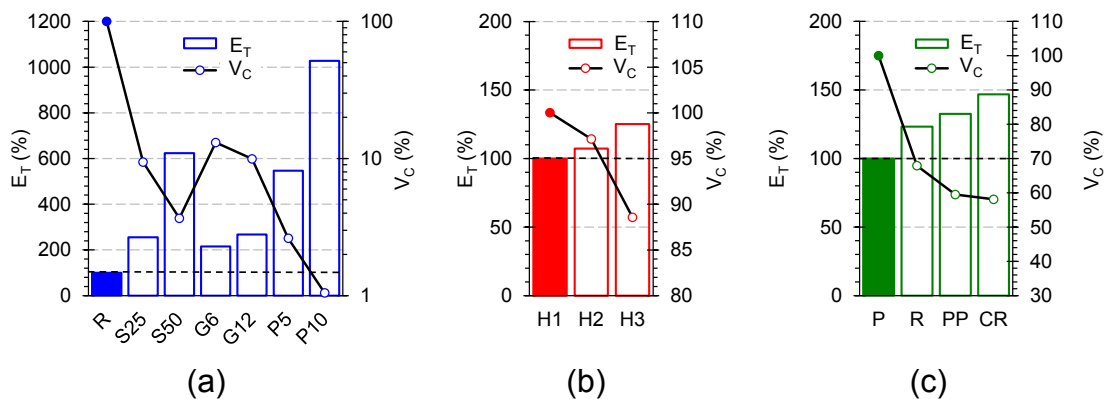 1200
1000
800
600
400
200
0
E_T (%)
E_T
V_C
100
10
1
V_C (%)
R
S25
S50
G6
G12
P5
P10
(a)
200
150
100
50
0
E_T (%)
E_T
V_C
110
105
100
95
90
85
80
V_C (%)
H1 H2 H3
(b)
200
150
100
50
0
E_T (%)
E_T
V_C
110
100
90
80
70
60
50
40
30
V_C (%)
P R PP CR
(c)